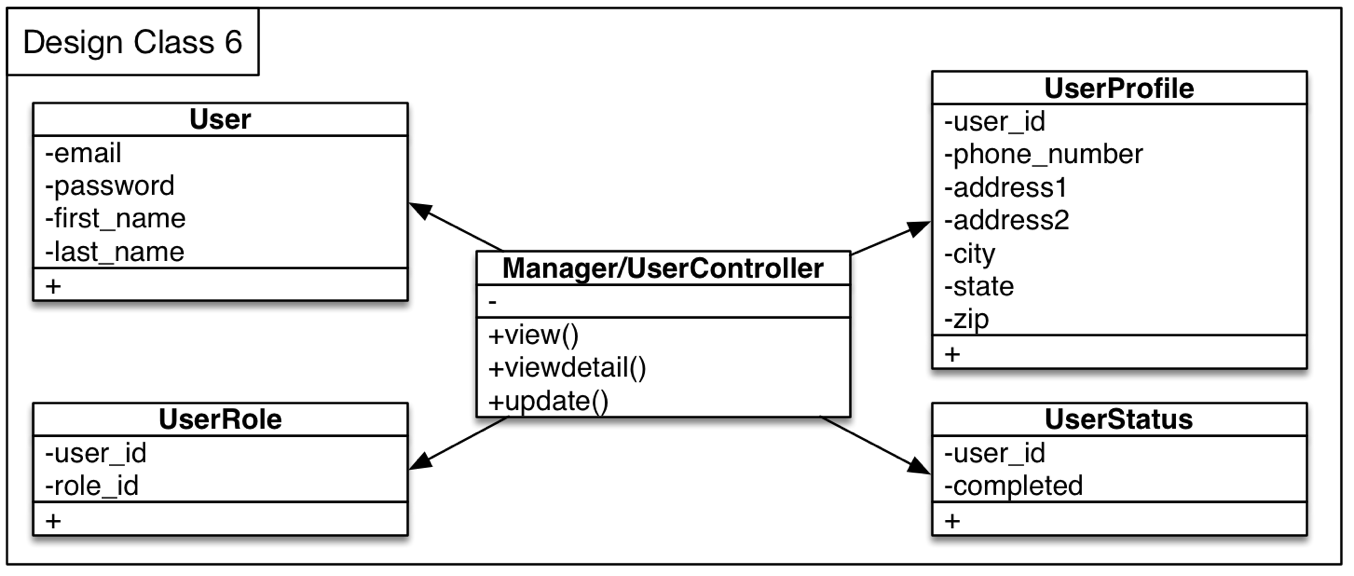 Design Class 6
User
-email
-password
-first_name
-last_name
+
Manager/UserController
-
+view()
+viewdetail()
+update()
UserProfile
-user_id
-phone_number
-address1
-address2
-city
-state
-zip
+
UserRole
-user_id
-role_id
+
UserStatus
-user_id
-completed
+